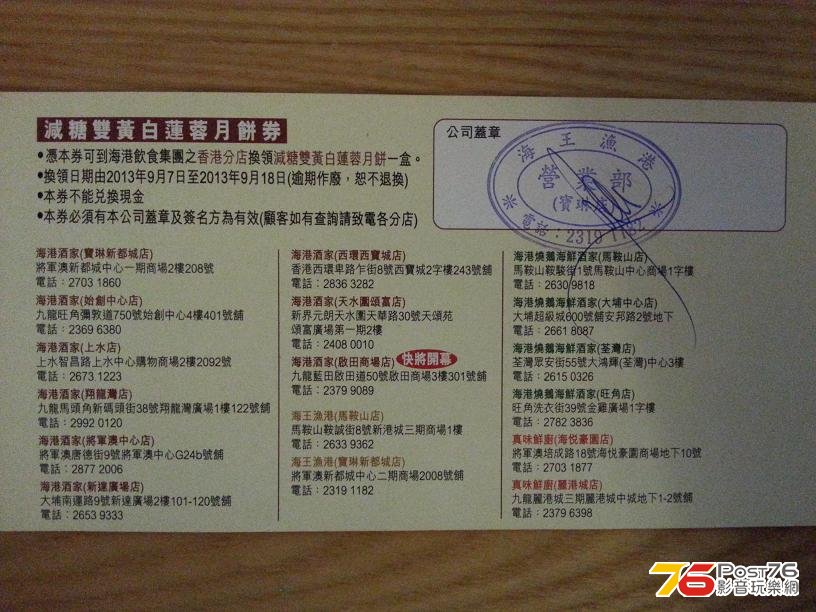 減糖雙黃白蓮蓉月餅券
•憑本券可到海港飲食集團之香港分店換領減糖雙黃白蓮蓉月餅一盒。
•換領日期由2013年9月7日至2013年9月18日(逾期作廢，恕不退換)
•本券不能兌換現金
•本券必須有本公司蓋章及簽名方為有效(顧客如有查詢請致電各分店)
公司蓋章
海王漁港
營業部
(寶琳店)
電話：2319 1182
海港酒家(寶琳新都城店)
將軍澳新都城中心一期商場2樓208號
電話：2703 1860
海港酒家(始創中心店)
九龍旺角彌敦道750號始創中心4樓401號舖
電話：2369 6380
海港酒家(上水店)
上水智昌路上水中心購物商場2樓2092號
電話：2673 1223
海港酒家(翔龍灣店)
九龍馬頭角新碼頭街38號翔龍灣廣場1樓122號舖
電話：2992 0120
海港酒家(將軍澳中心店)
將軍澳唐德街9號將軍澳中心G24b號舖
電話：2877 2006
海港酒家(新達廣場店)
大埔南運路9號新達廣場2樓101-120號舖
電話：2653 9333
海港酒家(西環西寶城店)
香港西環卑路乍街8號西寶城2字樓243號舖
電話：2836 3282
海港酒家(天水圍頌富店)
新界元朗天水圍天華路30號天頌苑
頌富廣場第一期2樓
電話：2408 0010
海港酒家(啟田商場店) 快將開幕
九龍藍田啟田道50號啟田商場3樓301號舖
電話：2379 9089
海王漁港(馬鞍山店)
馬鞍山鞍誠街8號新港城三期商場1樓
電話：2633 9362
海王漁港(寶琳新都城店)
將軍澳新都城中心二期商場2008號舖
電話：2319 1182
海港燒鵝海鮮酒家(馬鞍山店)
馬鞍山鞍駿街1號馬鞍山中心商場1字樓
電話：2630 9818
海港燒鵝海鮮酒家(大埔中心店)
大埔超級城600號舖安邦路2號地下
電話：2661 8087
海港燒鵝海鮮酒家(荃灣店)
荃灣眾安街55號大鴻輝(荃灣)中心3樓
電話：2615 0326
海港燒鵝海鮮酒家(旺角店)
旺角洗衣街39號金雞廣場1字樓
電話：2782 3836
真味鮮廚(海悅豪園店)
將軍澳培成路18號海悅豪園商場地下10號
電話：2703 1877
真味鮮廚(麗港城店)
九龍麗港城三期麗港城中城地下1-2號舖
電話：2379 6398
76 Post76
影音玩樂網